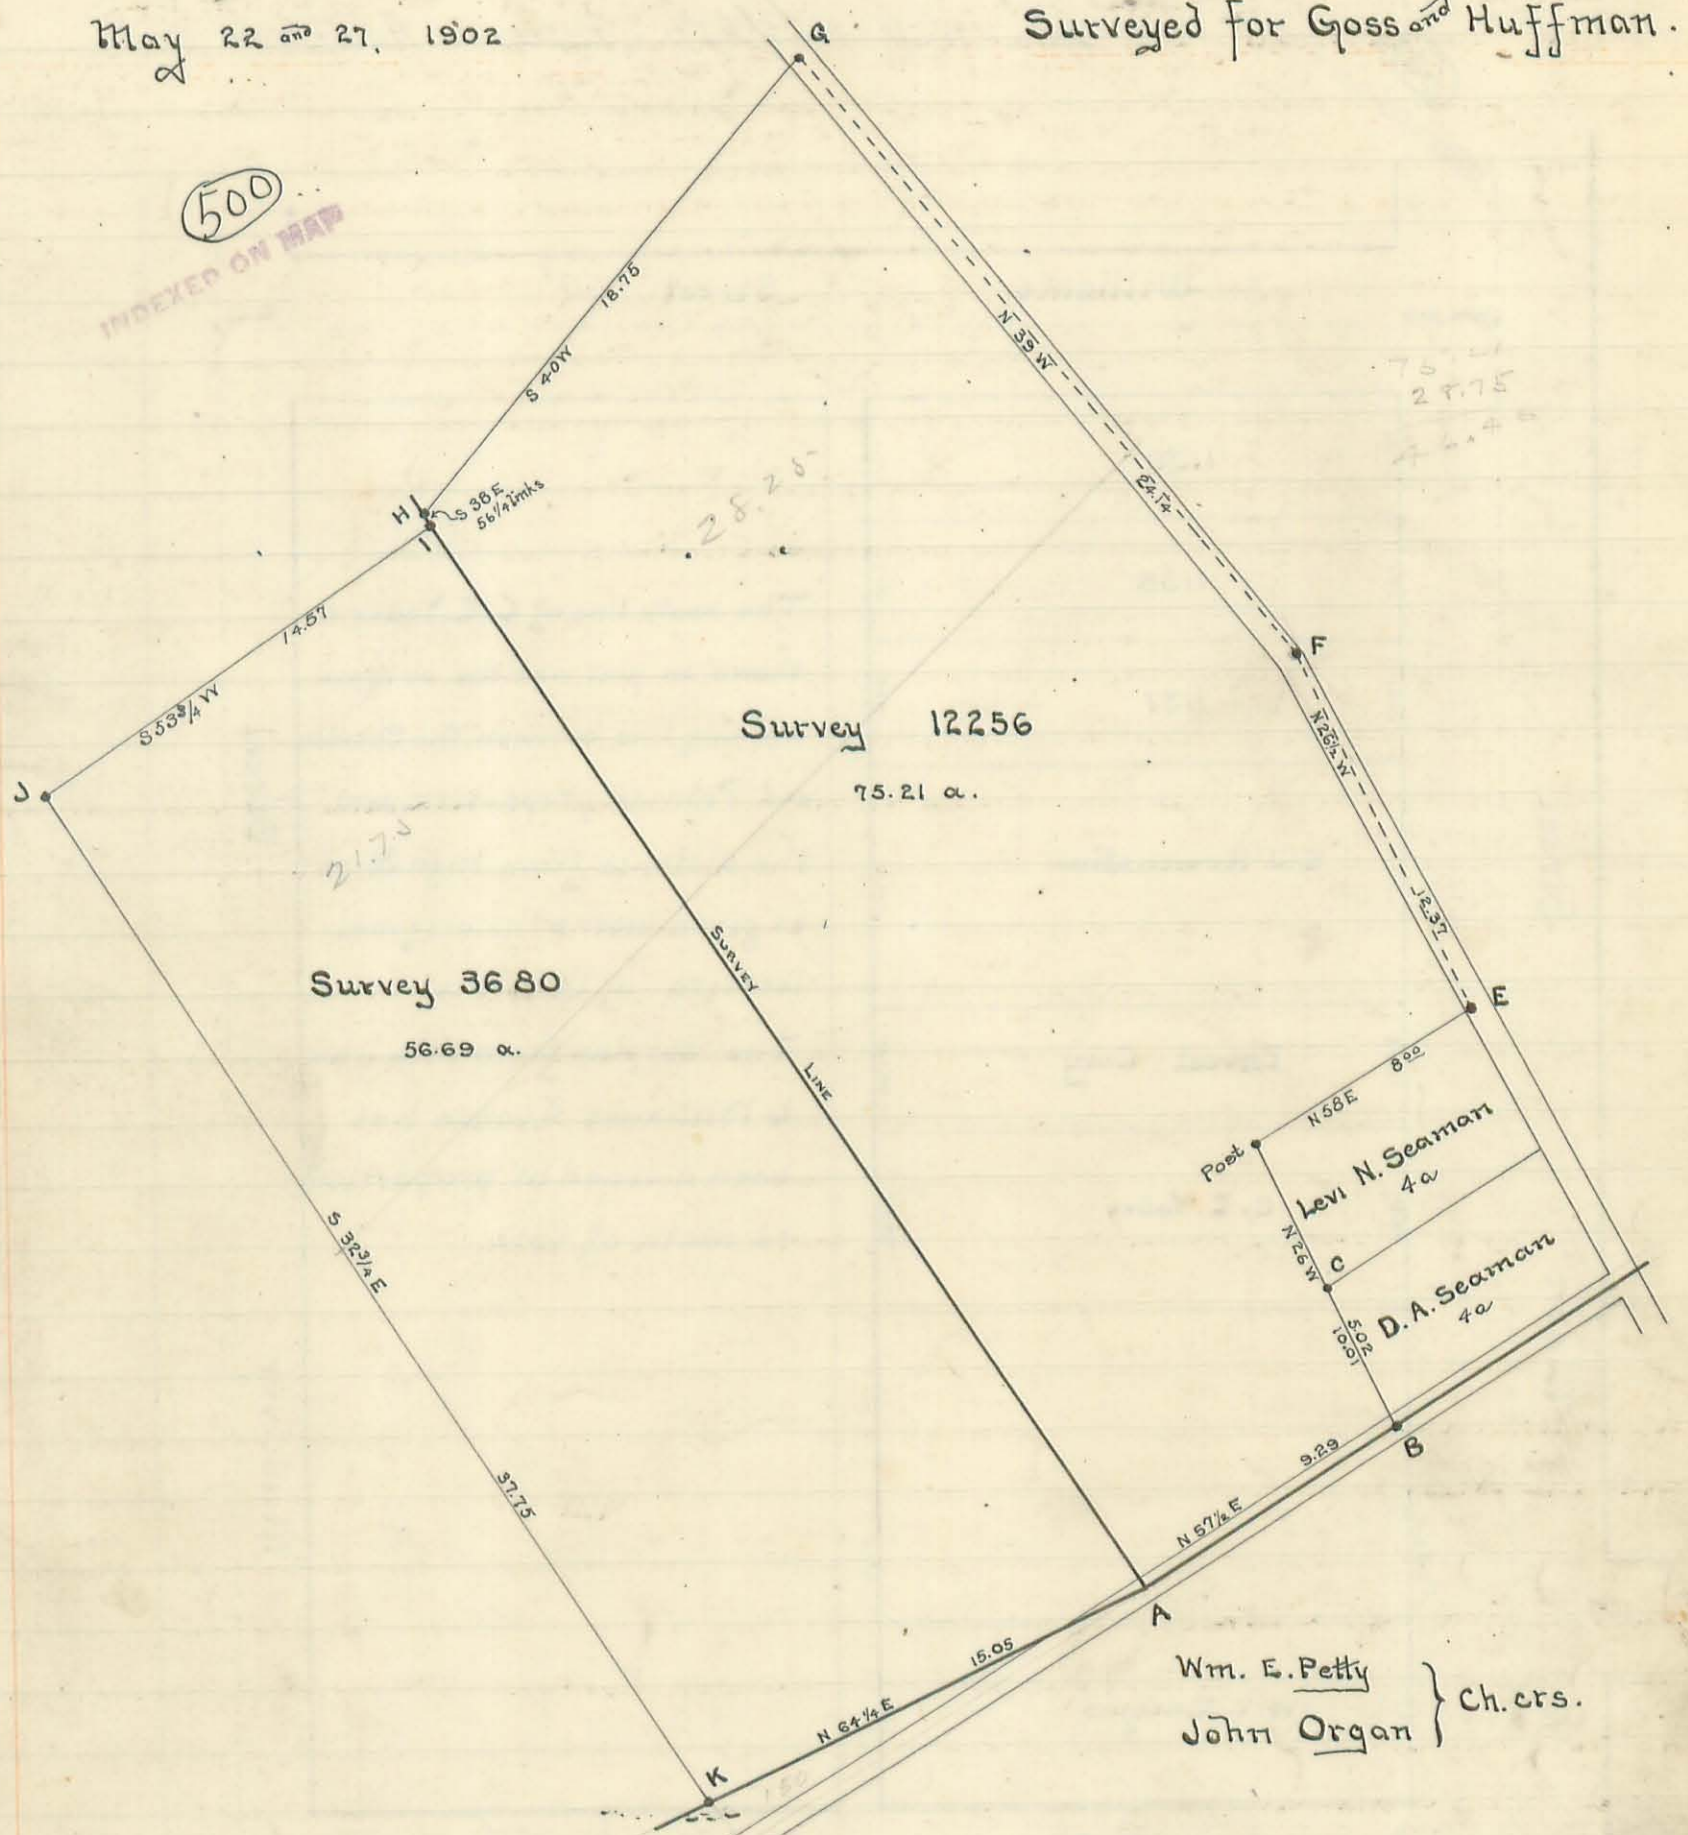 May 22 and 27, 1902
Surveyed for Goss and Huffman.
G
500
INDEXED ON MAP
18.75
S 40 W
N 39 W
28.75
24.14
H
S 36 E
56 1/4 links
I
28.25
14.57
S 53 3/4 W
F
Survey 12256
75.21 a.
N 26 1/2 W
J
21.75
12.37
Survey 3680
56.69 a.
SURVEY
LINE
E
8.00
N 58 E
Post
Levi N. Seaman
4 a
N 26 W
C
D. A. Seaman
4 a
5.02
10.01
S 32 3/4 E
37.75
B
9.29
N 57 1/2 E
A
15.05
N 64 1/4 E
K
Wm. E. Petty
John Organ
} Ch. crs.